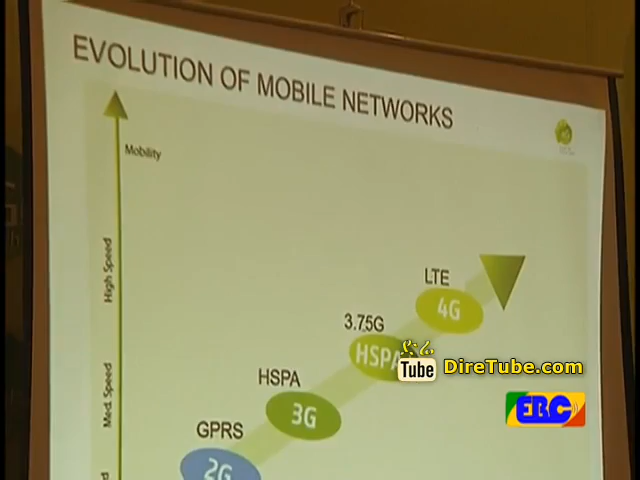 EVOLUTION OF MOBILE NETWORKS
Mobility
High Speed
LTE
4G
3.75G
HSPA
ድሬ
Tube
DireTube.com
Med. Speed
HSPA
3G
EBC
GPRS
2G